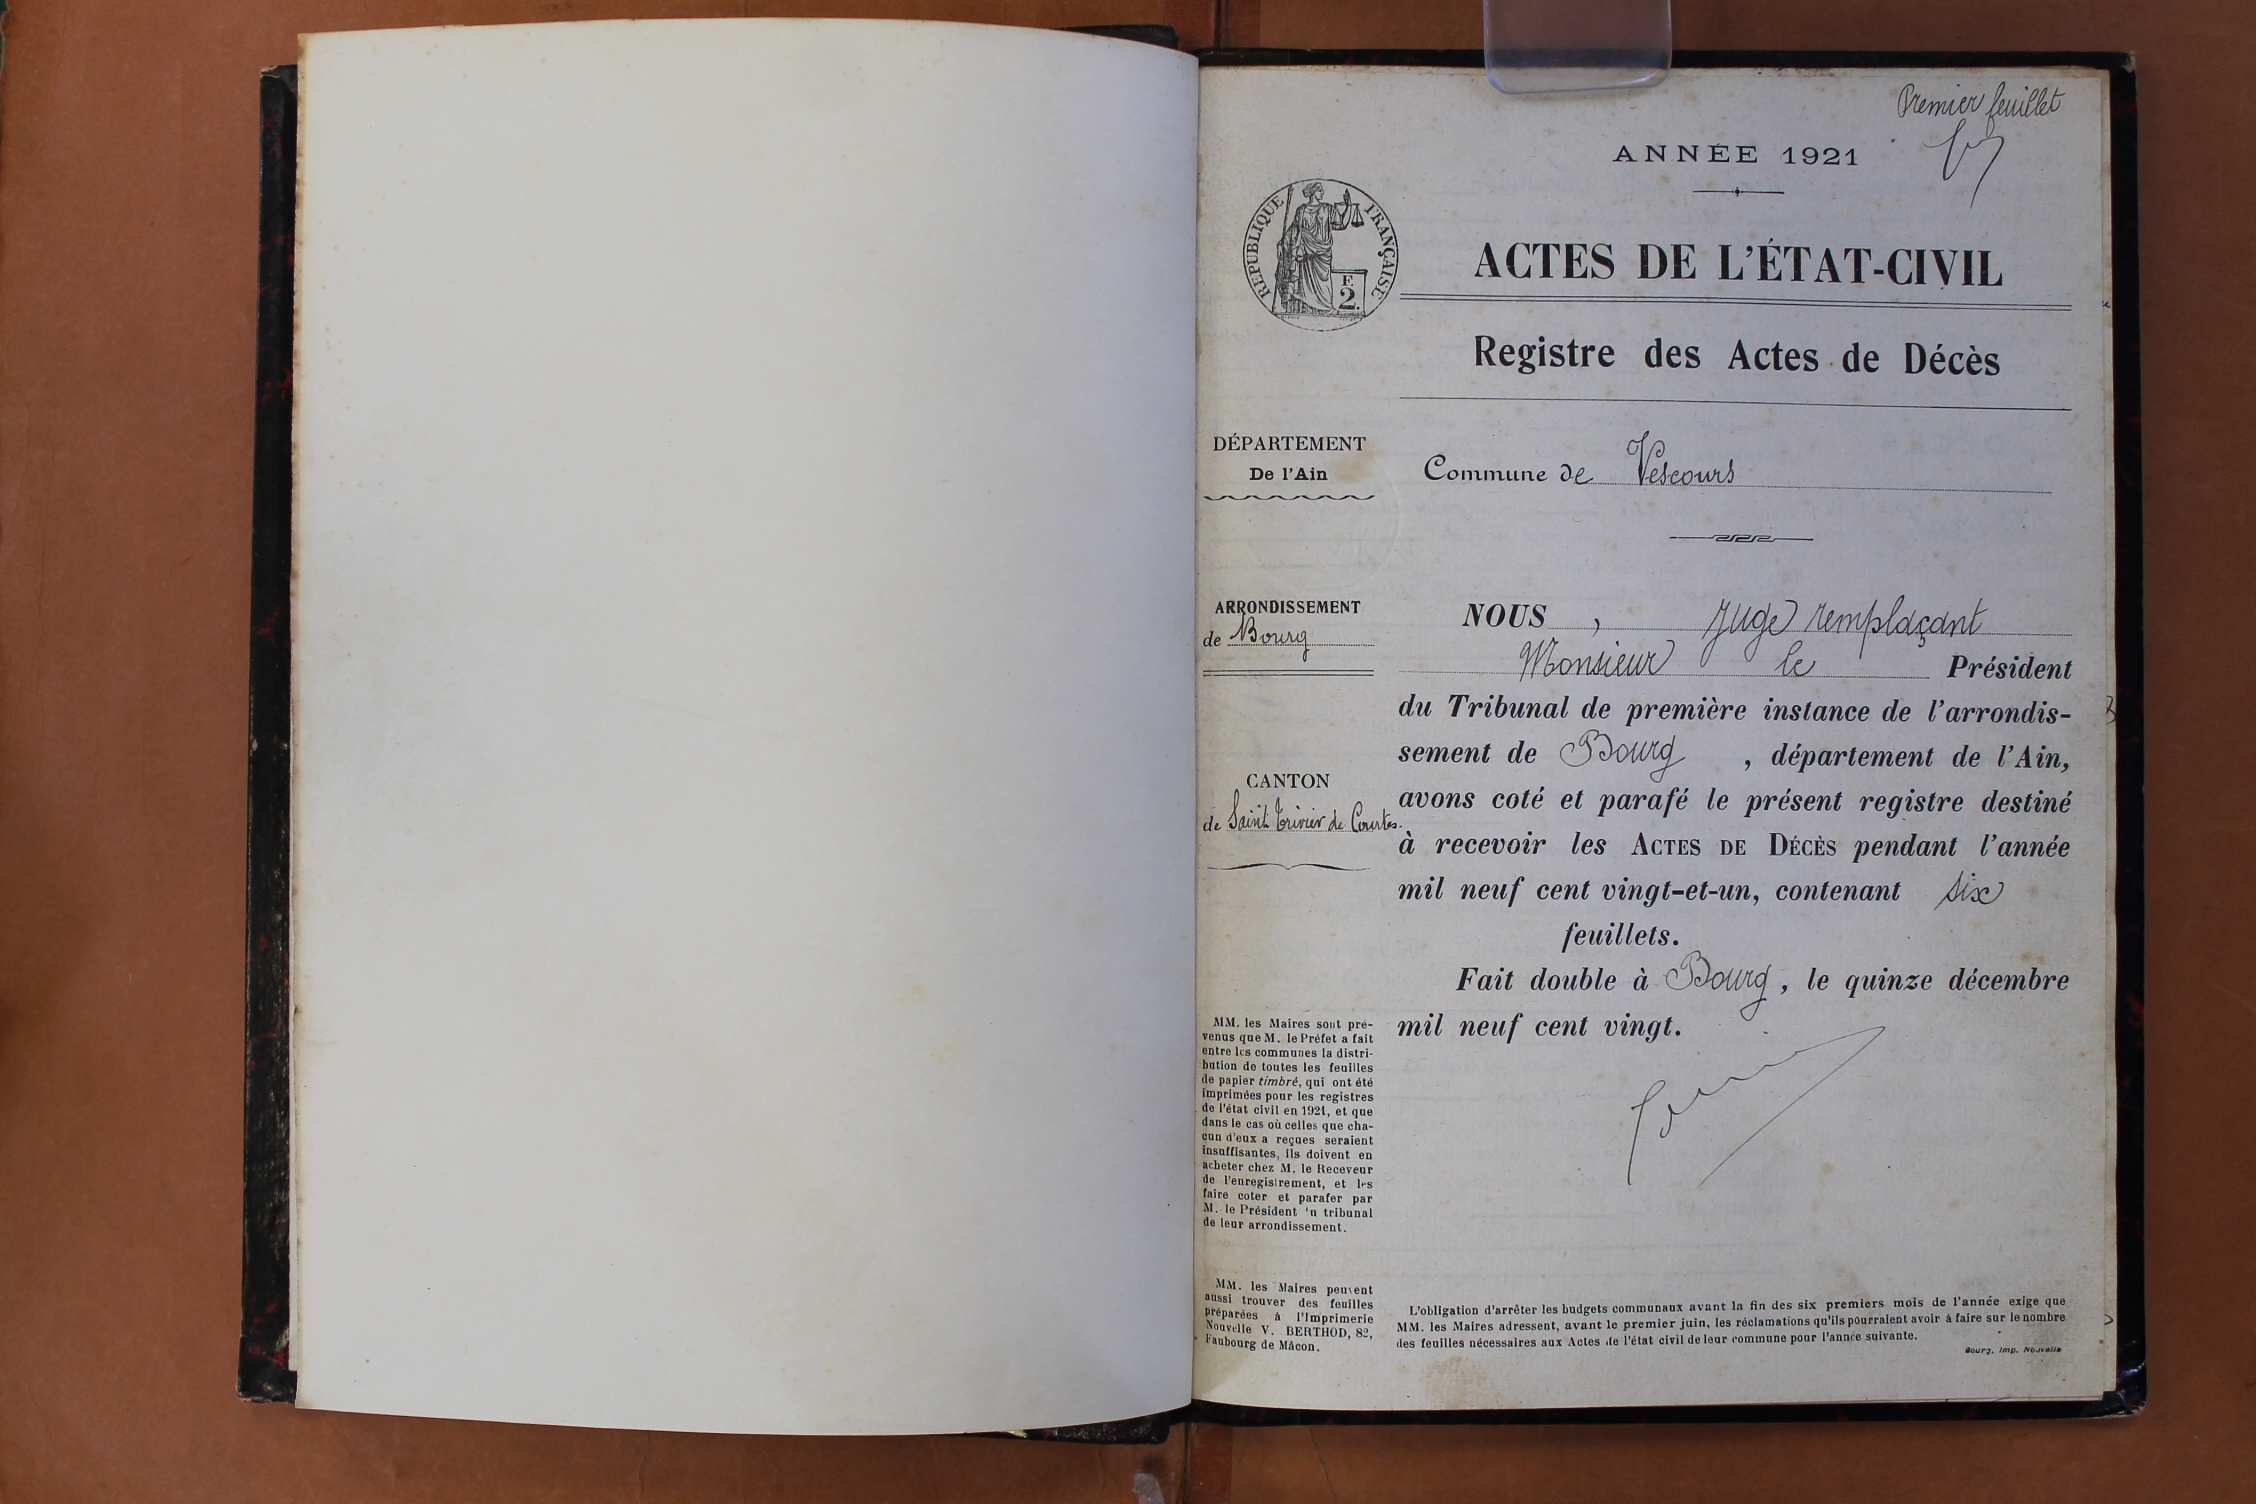 Premier feuillet
ANNÉE 1921
RÉPUBLIQUE FRANÇAISE
F.
2.
ACTES DE L'ÉTAT-CIVIL
Registre des Actes de Décès
DÉPARTEMENT
De l'Ain
Commune de Vescours
ARRONDISSEMENT
de Bourg
CANTON
de Saint Trivier de Courtes.
NOUS, Juge remplaçant
Monsieur le Président
du Tribunal de première instance de l'arrondis-
sement de Bourg, département de l'Ain,
avons coté et parafé le présent registre destiné
à recevoir les ACTES DE DÉCÈS pendant l'année
mil neuf cent vingt-et-un, contenant six
feuillets.
Fait double à Bourg, le quinze décembre
mil neuf cent vingt.
MM. les Maires sont pré-
venus que M. le Préfet a fait
entre les communes la distri-
bution de toutes les feuilles
de papier timbré, qui ont été
imprimées pour les registres
de l'état civil en 1921, et que
dans le cas où celles que cha-
cun d'eux a reçues seraient
insuffisantes, ils doivent en
acheter chez M. le Receveur
de l'enregistrement, et les
faire coter et parafer par
M. le Président 'u tribunal
de leur arrondissement.
MM. les Maires peuvent
aussi trouver des feuilles
préparées à l'Imprimerie
Nouvelle V. BERTHOD, 82,
Faubourg de Mâcon.
L'obligation d'arrêter les budgets communaux avant la fin des six premiers mois de l'année exige que
MM. les Maires adressent, avant le premier juin, les réclamations qu'ils pourraient avoir à faire sur le nombre
des feuilles nécessaires aux Actes de l'état civil de leur commune pour l'année suivante.
Bourg, Imp. Nouvelle